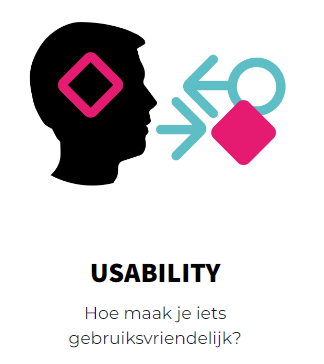 USABILITY
Hoe maak je iets
gebruiksvriendelijk?